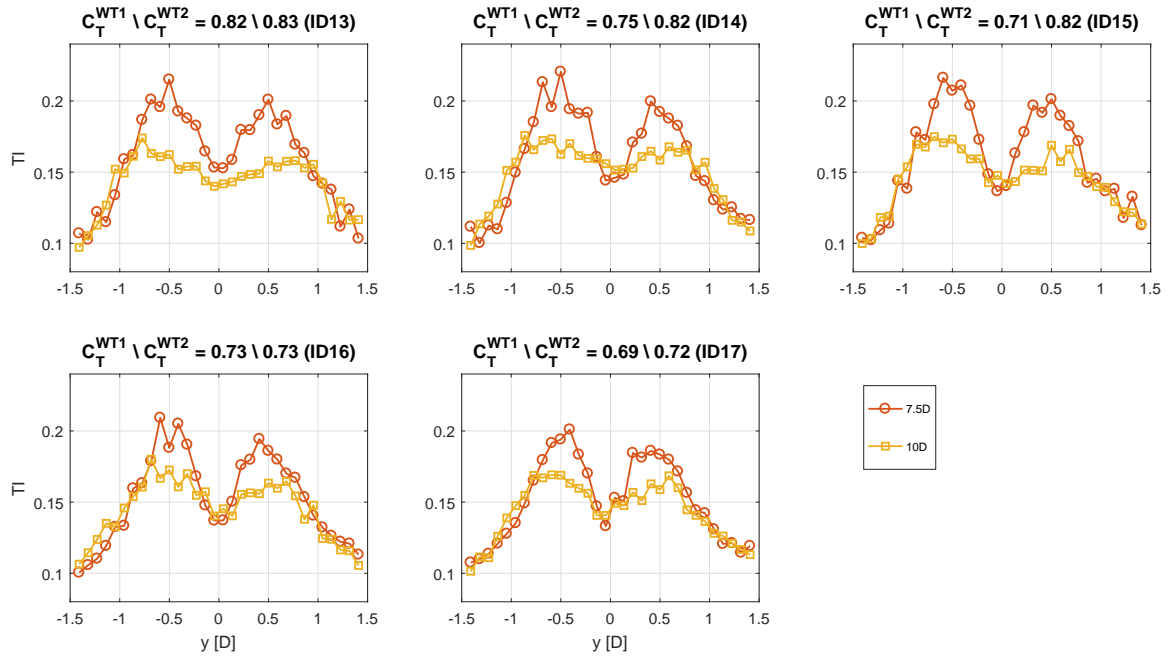 C_T^WT1 \ C_T^WT2 = 0.82 \ 0.83 (ID13)
C_T^WT1 \ C_T^WT2 = 0.75 \ 0.82 (ID14)
C_T^WT1 \ C_T^WT2 = 0.71 \ 0.82 (ID15)
TI
0.2
0.15
0.1
-1.5 -1 -0.5 0 0.5 1 1.5
0.2
0.15
0.1
-1.5 -1 -0.5 0 0.5 1 1.5
0.2
0.15
0.1
-1.5 -1 -0.5 0 0.5 1 1.5
C_T^WT1 \ C_T^WT2 = 0.73 \ 0.73 (ID16)
C_T^WT1 \ C_T^WT2 = 0.69 \ 0.72 (ID17)
TI
0.2
0.15
0.1
-1.5 -1 -0.5 0 0.5 1 1.5
y [D]
0.2
0.15
0.1
-1.5 -1 -0.5 0 0.5 1 1.5
y [D]
7.5D
10D